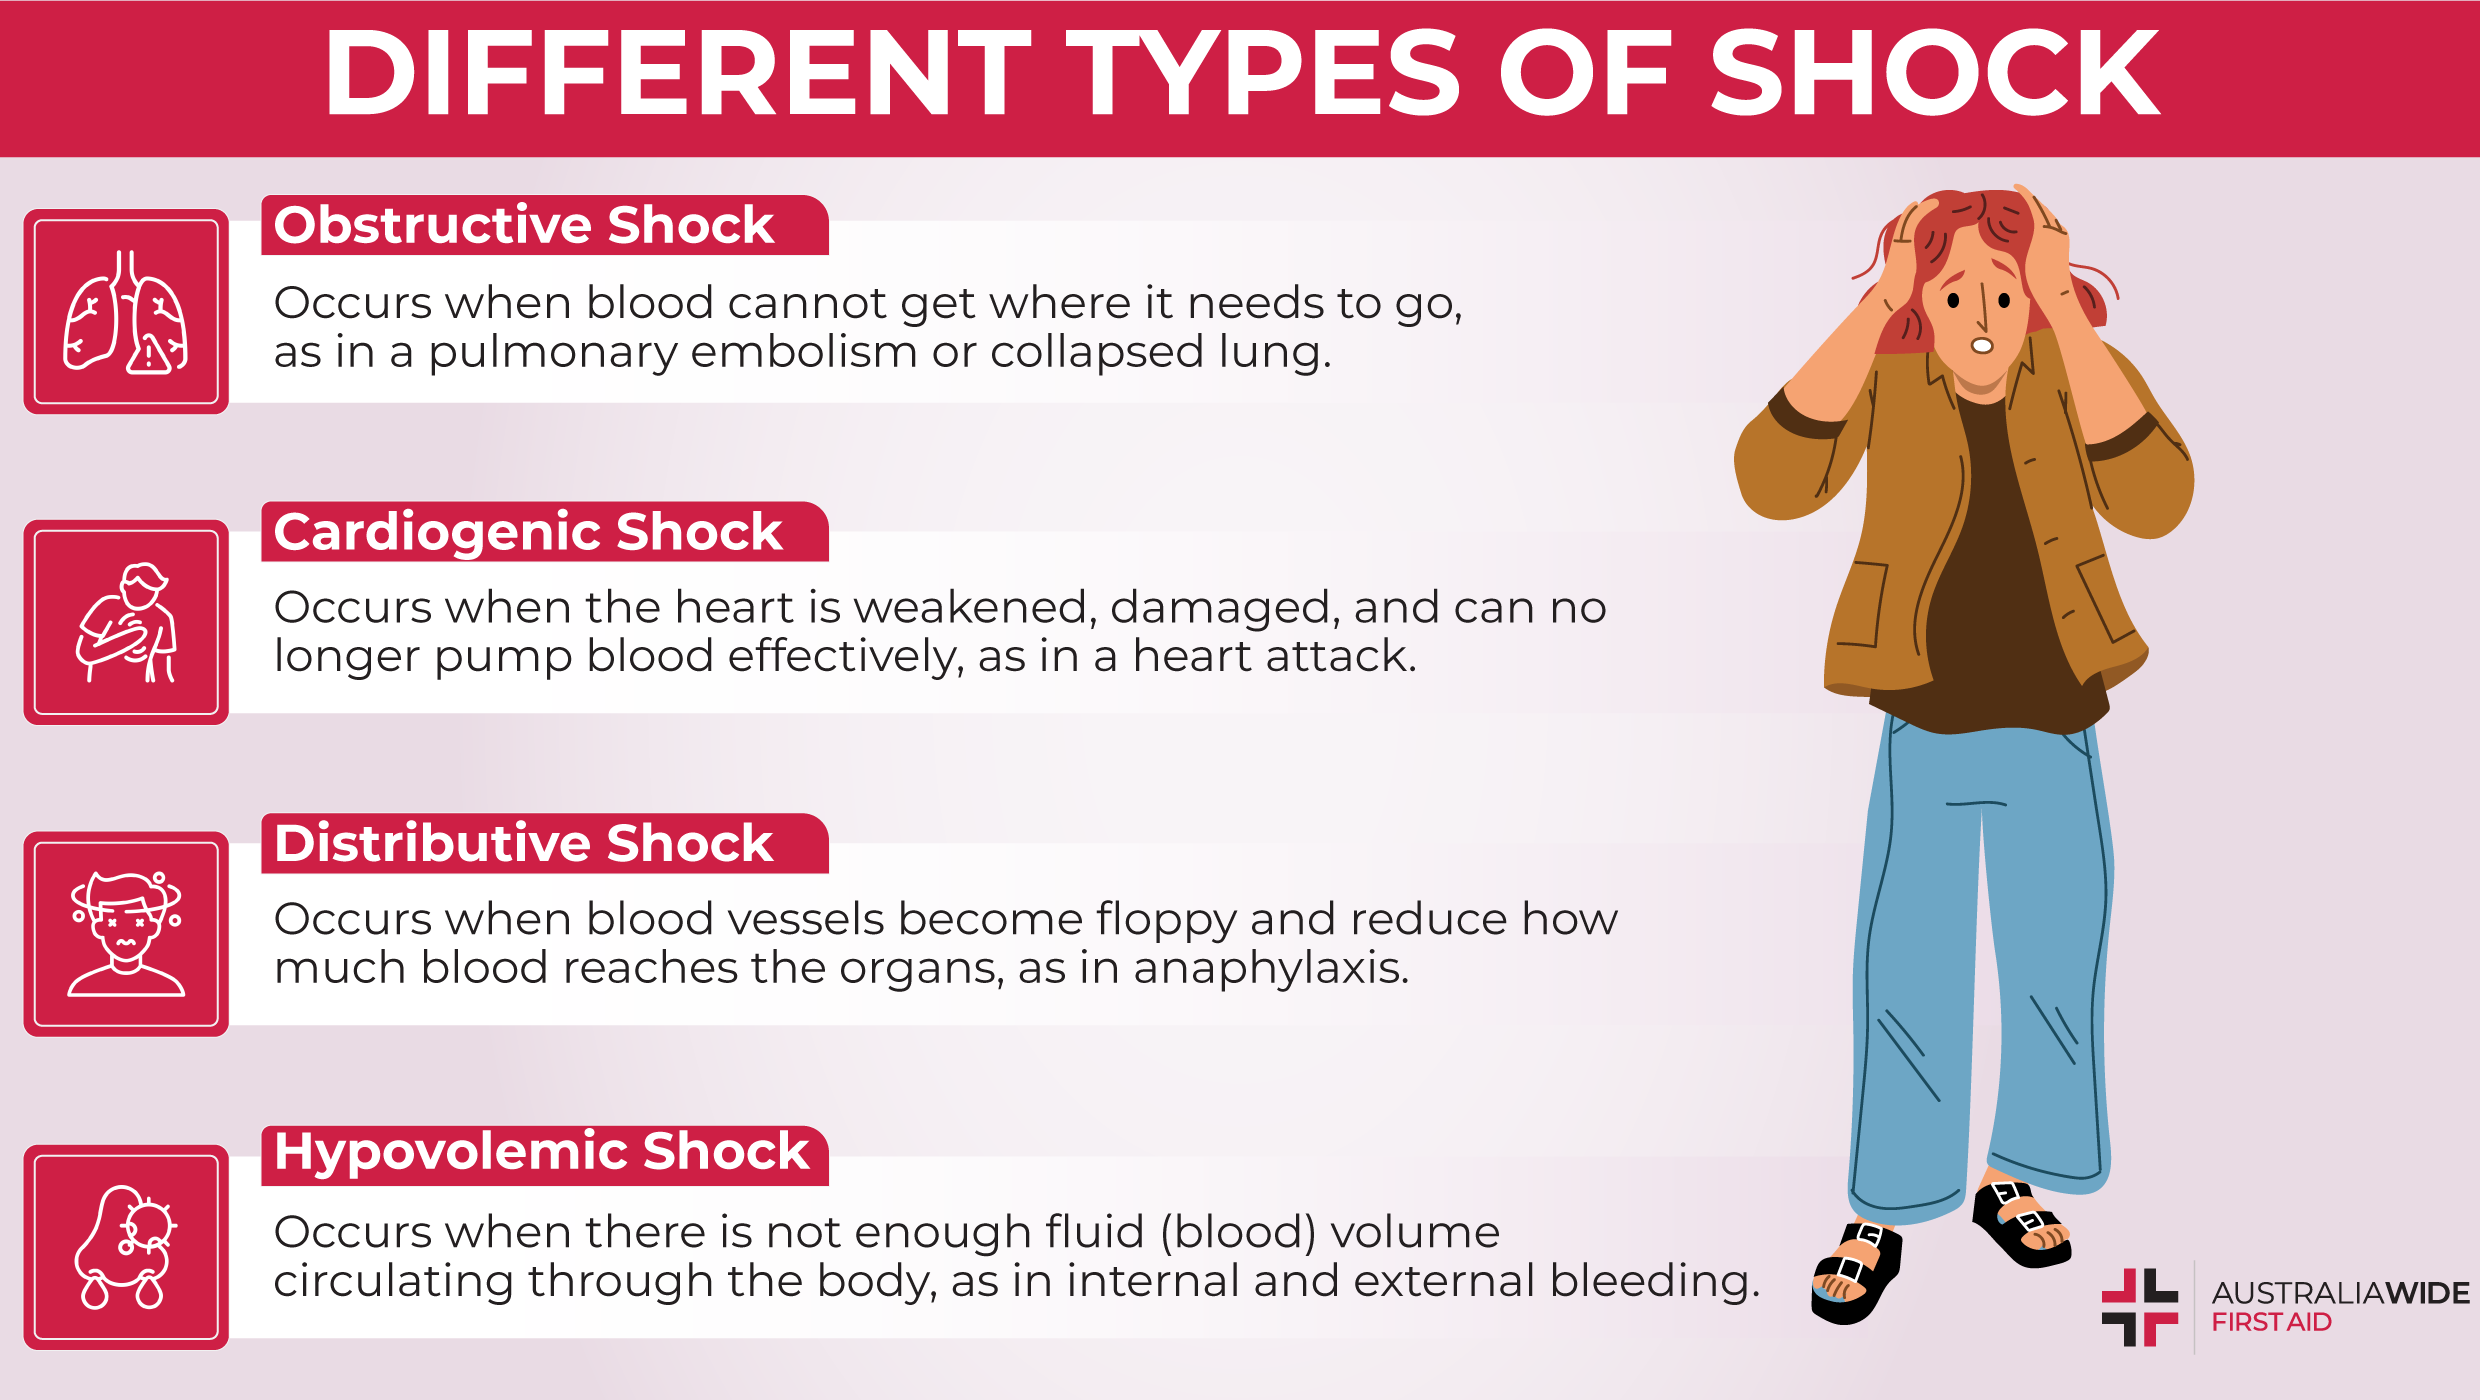 DIFFERENT TYPES OF SHOCK
Obstructive Shock
Occurs when blood cannot get where it needs to go,
as in a pulmonary embolism or collapsed lung.
Cardiogenic Shock
Occurs when the heart is weakened, damaged, and can no
longer pump blood effectively, as in a heart attack.
Distributive Shock
Occurs when blood vessels become floppy and reduce how
much blood reaches the organs, as in anaphylaxis.
Hypovolemic Shock
Occurs when there is not enough fluid (blood) volume
circulating through the body, as in internal and external bleeding.
AUSTRALIAWIDE
FIRST AID